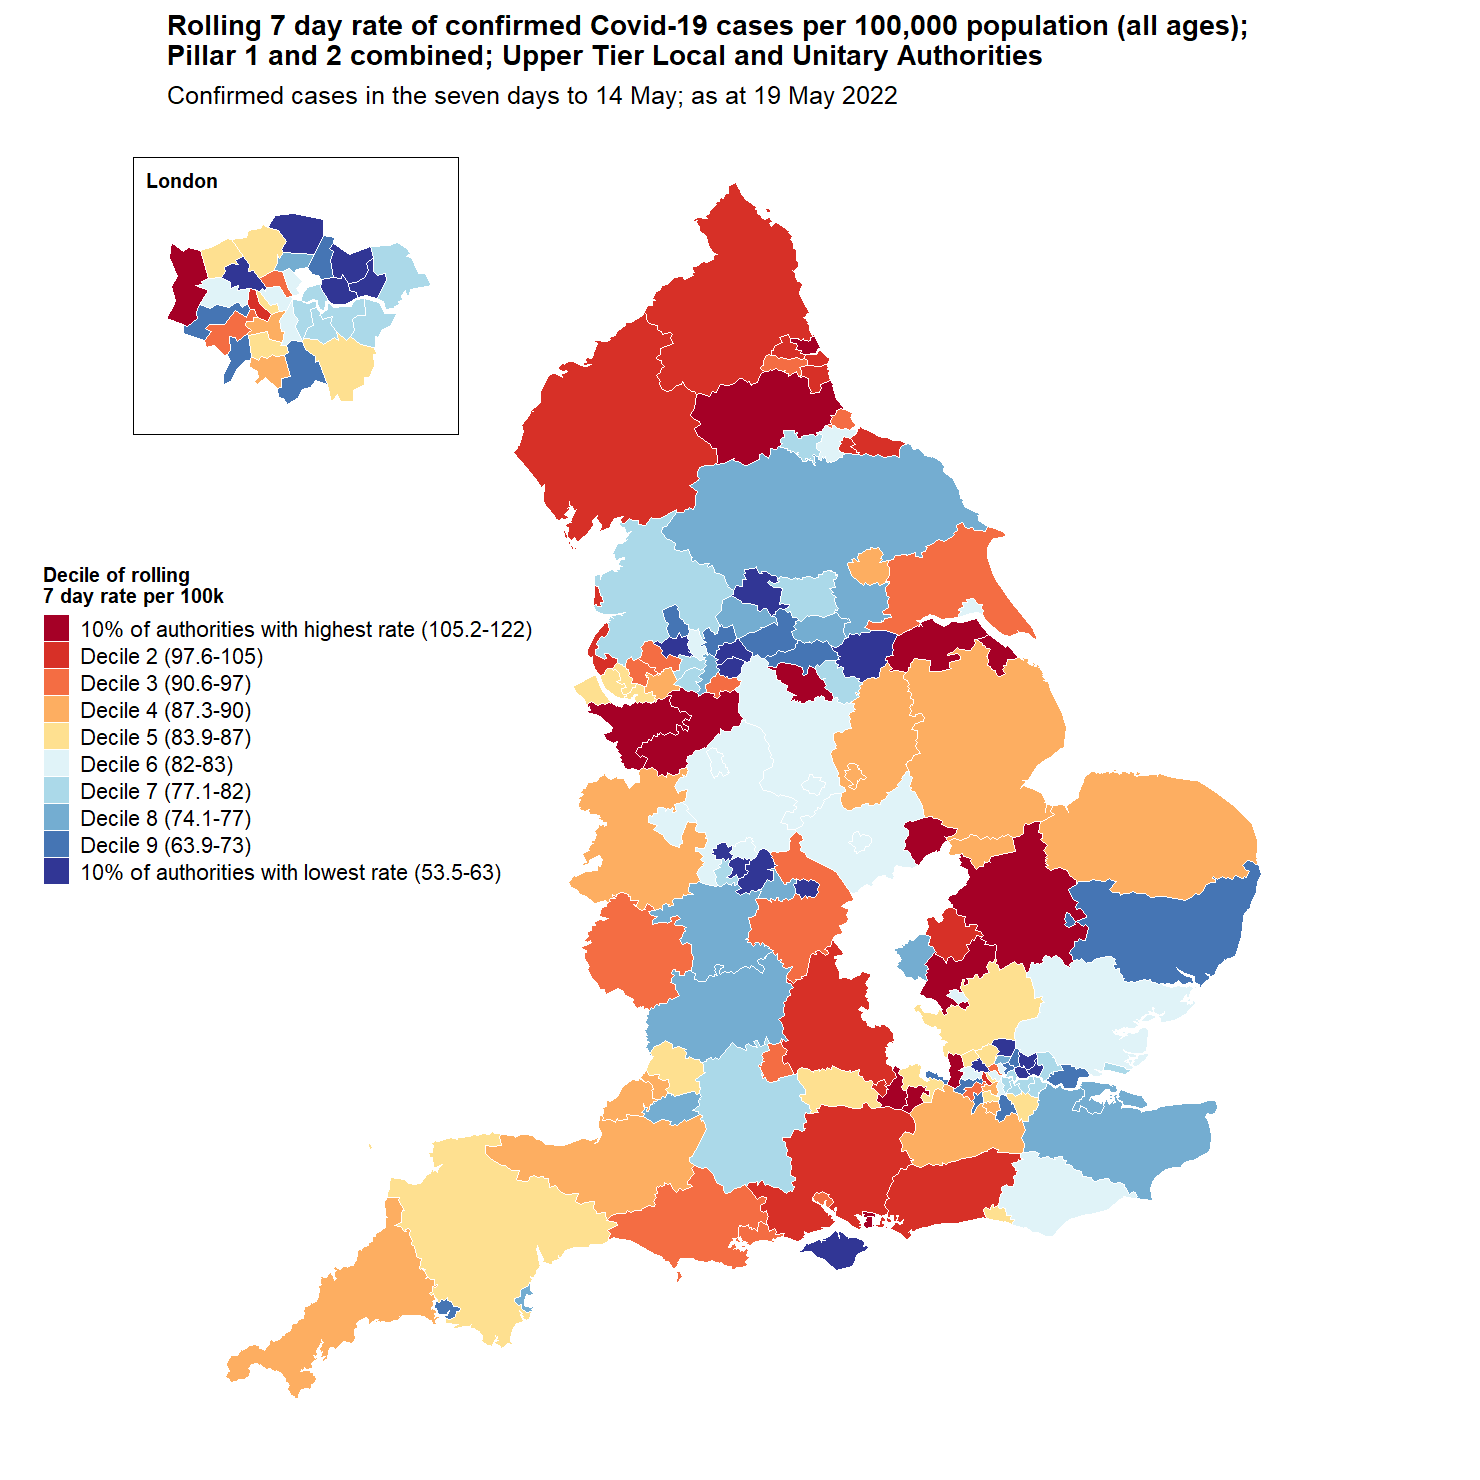 Rolling 7 day rate of confirmed Covid-19 cases per 100,000 population (all ages);
Pillar 1 and 2 combined; Upper Tier Local and Unitary Authorities
Confirmed cases in the seven days to 14 May; as at 19 May 2022
London
Decile of rolling
7 day rate per 100k
10% of authorities with highest rate (105.2-122)
Decile 2 (97.6-105)
Decile 3 (90.6-97)
Decile 4 (87.3-90)
Decile 5 (83.9-87)
Decile 6 (82-83)
Decile 7 (77.1-82)
Decile 8 (74.1-77)
Decile 9 (63.9-73)
10% of authorities with lowest rate (53.5-63)